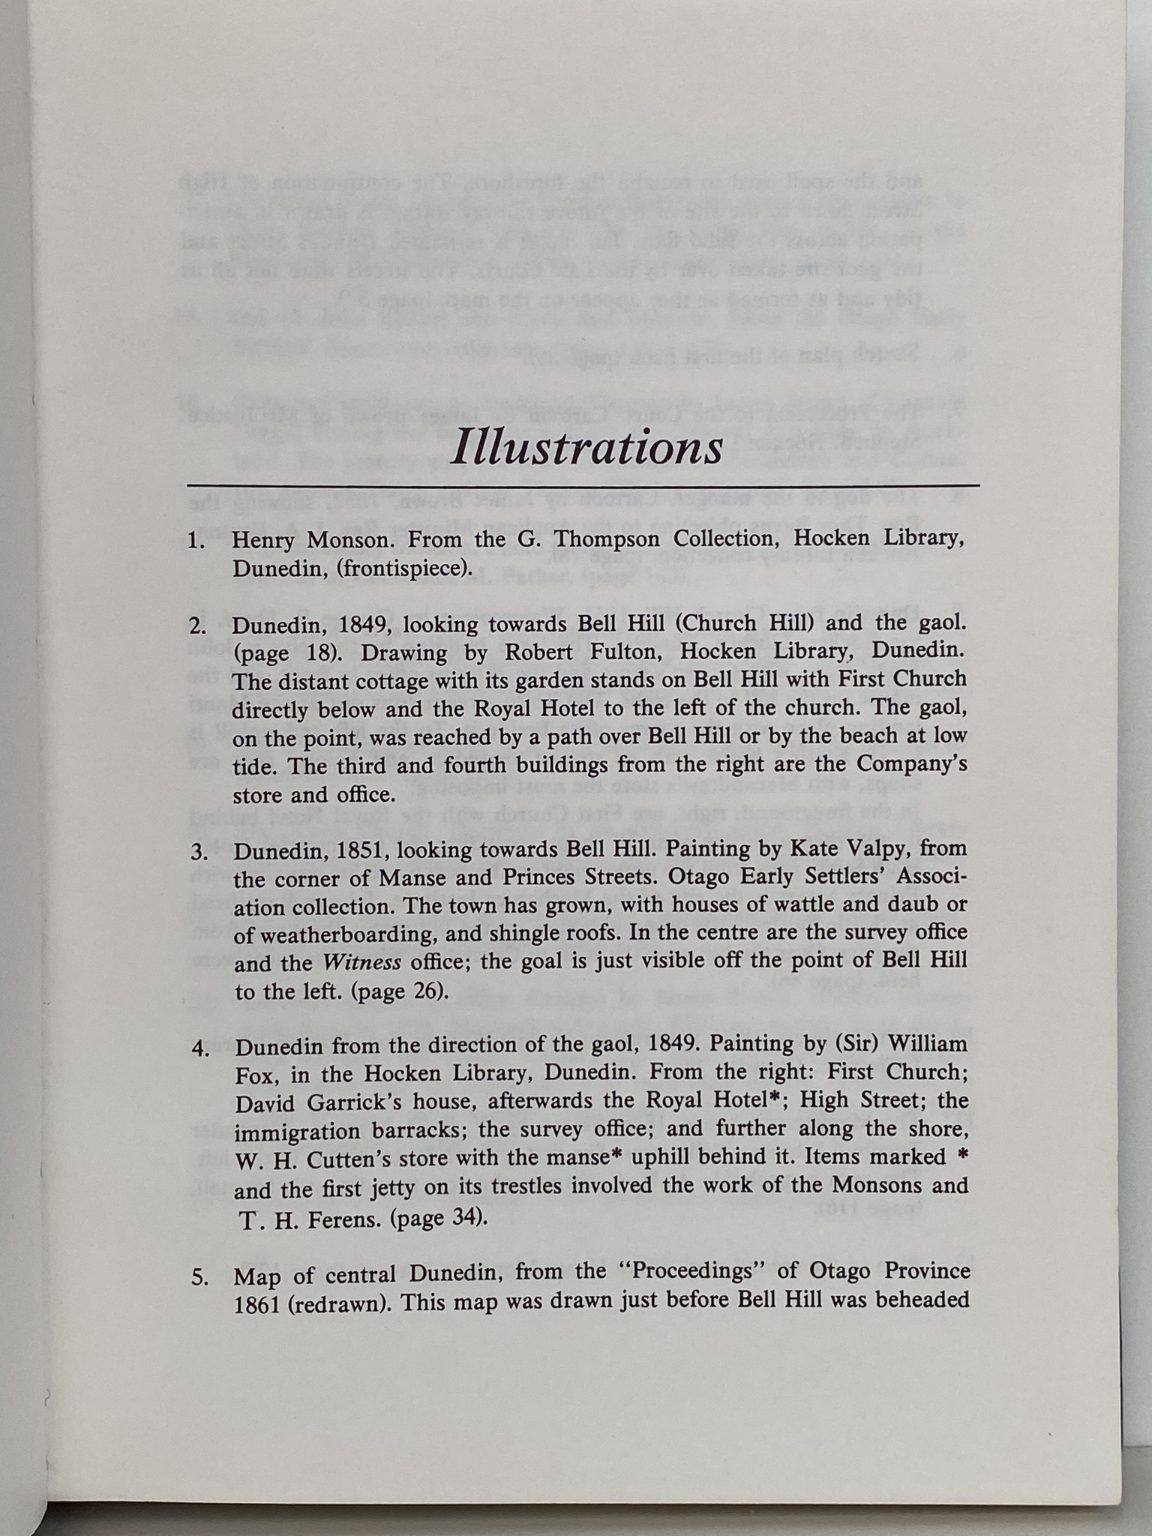 Illustrations
1. Henry Monson. From the G. Thompson Collection, Hocken Library,
Dunedin, (frontispiece).
2. Dunedin, 1849, looking towards Bell Hill (Church Hill) and the gaol.
(page 18). Drawing by Robert Fulton, Hocken Library, Dunedin.
The distant cottage with its garden stands on Bell Hill with First Church
directly below and the Royal Hotel to the left of the church. The gaol,
on the point, was reached by a path over Bell Hill or by the beach at low
tide. The third and fourth buildings from the right are the Company's
store and office.
3. Dunedin, 1851, looking towards Bell Hill. Painting by Kate Valpy, from
the corner of Manse and Princes Streets. Otago Early Settlers' Associ-
ation collection. The town has grown, with houses of wattle and daub or
of weatherboarding, and shingle roofs. In the centre are the survey office
and the Witness office; the goal is just visible off the point of Bell Hill
to the left. (page 26).
4. Dunedin from the direction of the gaol, 1849. Painting by (Sir) William
Fox, in the Hocken Library, Dunedin. From the right: First Church;
David Garrick's house, afterwards the Royal Hotel*; High Street; the
immigration barracks; the survey office; and further along the shore,
W. H. Cutten's store with the manse* uphill behind it. Items marked *
and the first jetty on its trestles involved the work of the Monsons and
T. H. Ferens. (page 34).
5. Map of central Dunedin, from the "Proceedings" of Otago Province
1861 (redrawn). This map was drawn just before Bell Hill was beheaded